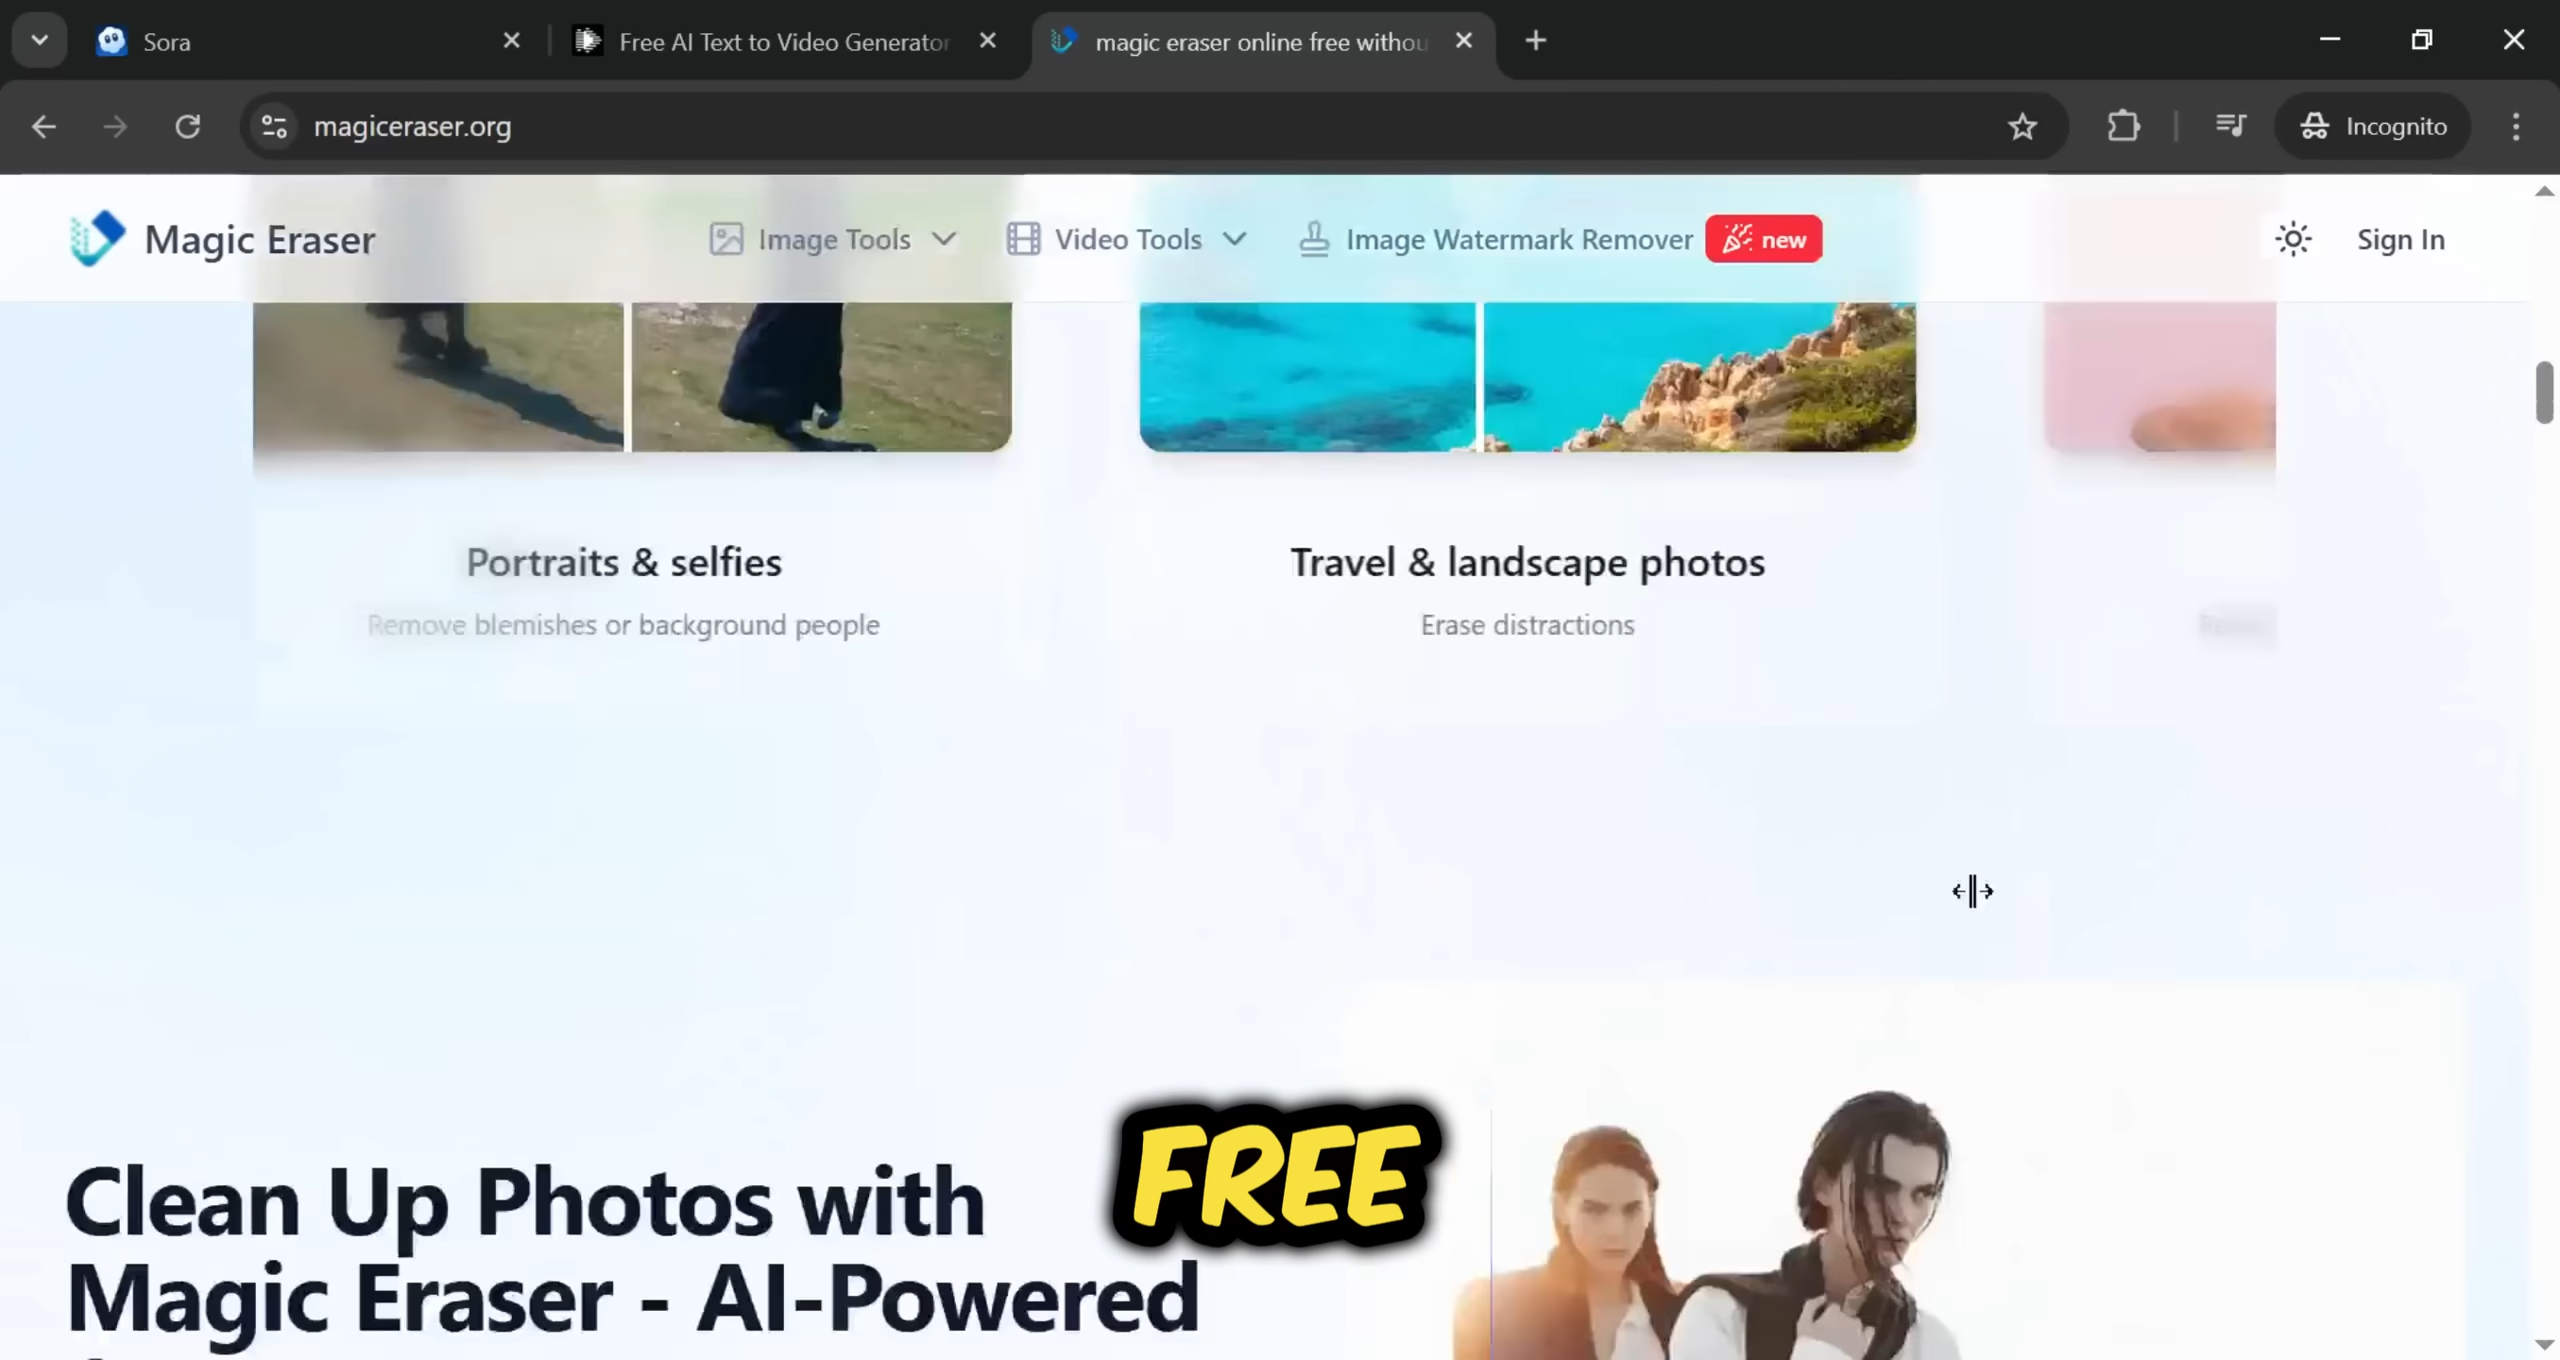 Sora
Free AI Text to Video Generator
magic eraser online free withou
magiceraser.org
Incognito
Magic Eraser
Image Tools
Video Tools
Image Watermark Remover
new
Sign In
Portraits & selfies
Travel & landscape photos
Remove blemishes or background people
Erase distractions
FREE
Clean Up Photos with
Magic Eraser - AI-Powered